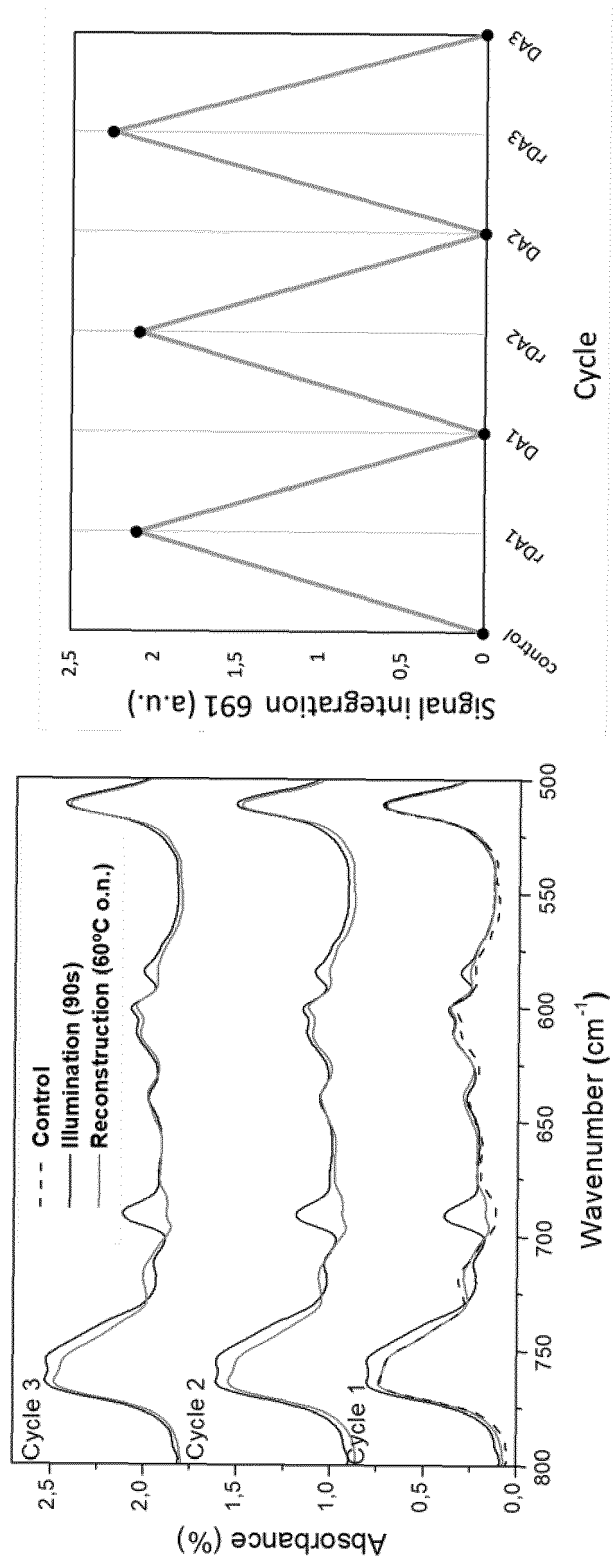 2,5
2,0
1,5
1,0
0,5
0,0
Absorbance (%)
Cycle 3
Cycle 2
Cycle 1
Control
Illumination (90s)
Reconstruction (60ºC o.n.)
800
750
700
650
600
550
500
Wavenumber (cm-1)
2,5
2
1,5
1
0,5
0
Signal integration 691 (a.u.)
control
rDA1
DA1
rDA2
DA2
rDA3
DA3
Cycle